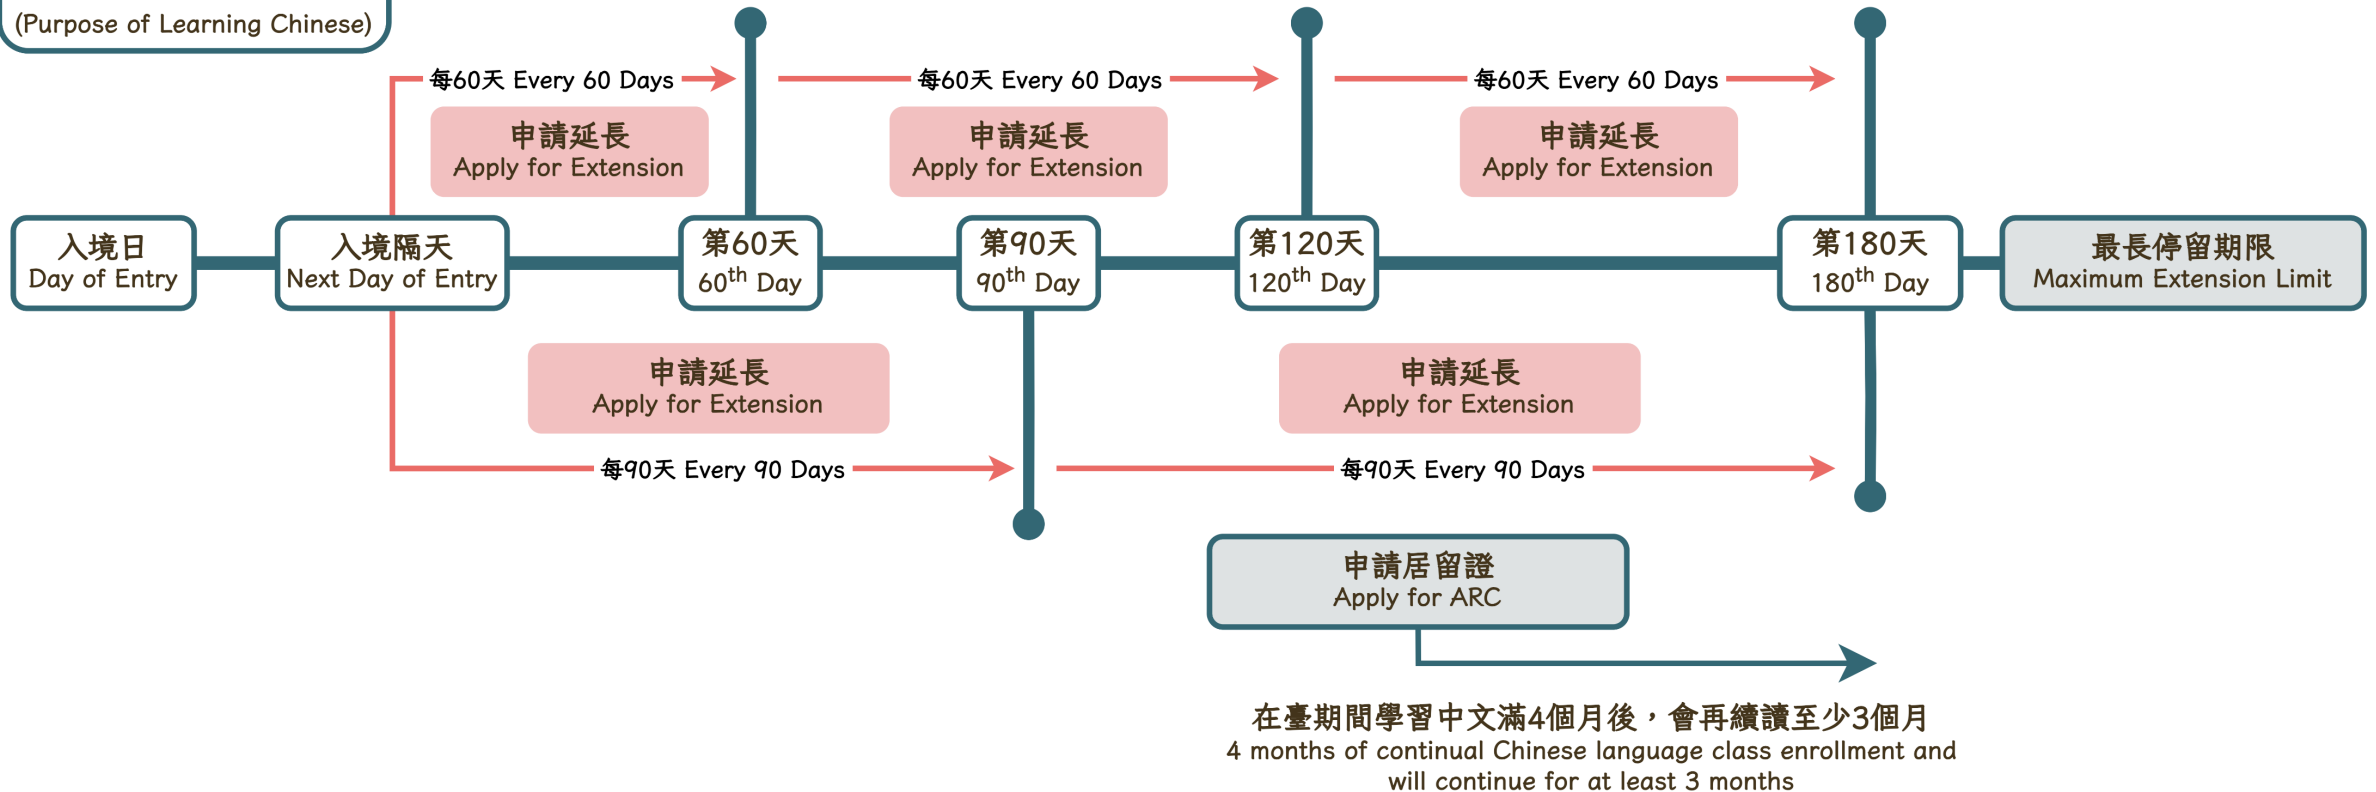 (Purpose of Learning Chinese)
每60天 Every 60 Days
每60天 Every 60 Days
每60天 Every 60 Days
申請延長
Apply for Extension
申請延長
Apply for Extension
申請延長
Apply for Extension
入境日
Day of Entry
入境隔天
Next Day of Entry
第60天
60th Day
第90天
90th Day
第120天
120th Day
第180天
180th Day
最長停留期限
Maximum Extension Limit
申請延長
Apply for Extension
申請延長
Apply for Extension
每90天 Every 90 Days
每90天 Every 90 Days
申請居留證
Apply for ARC
在臺期間學習中文滿4個月後，會再續讀至少3個月
4 months of continual Chinese language class enrollment and
will continue for at least 3 months